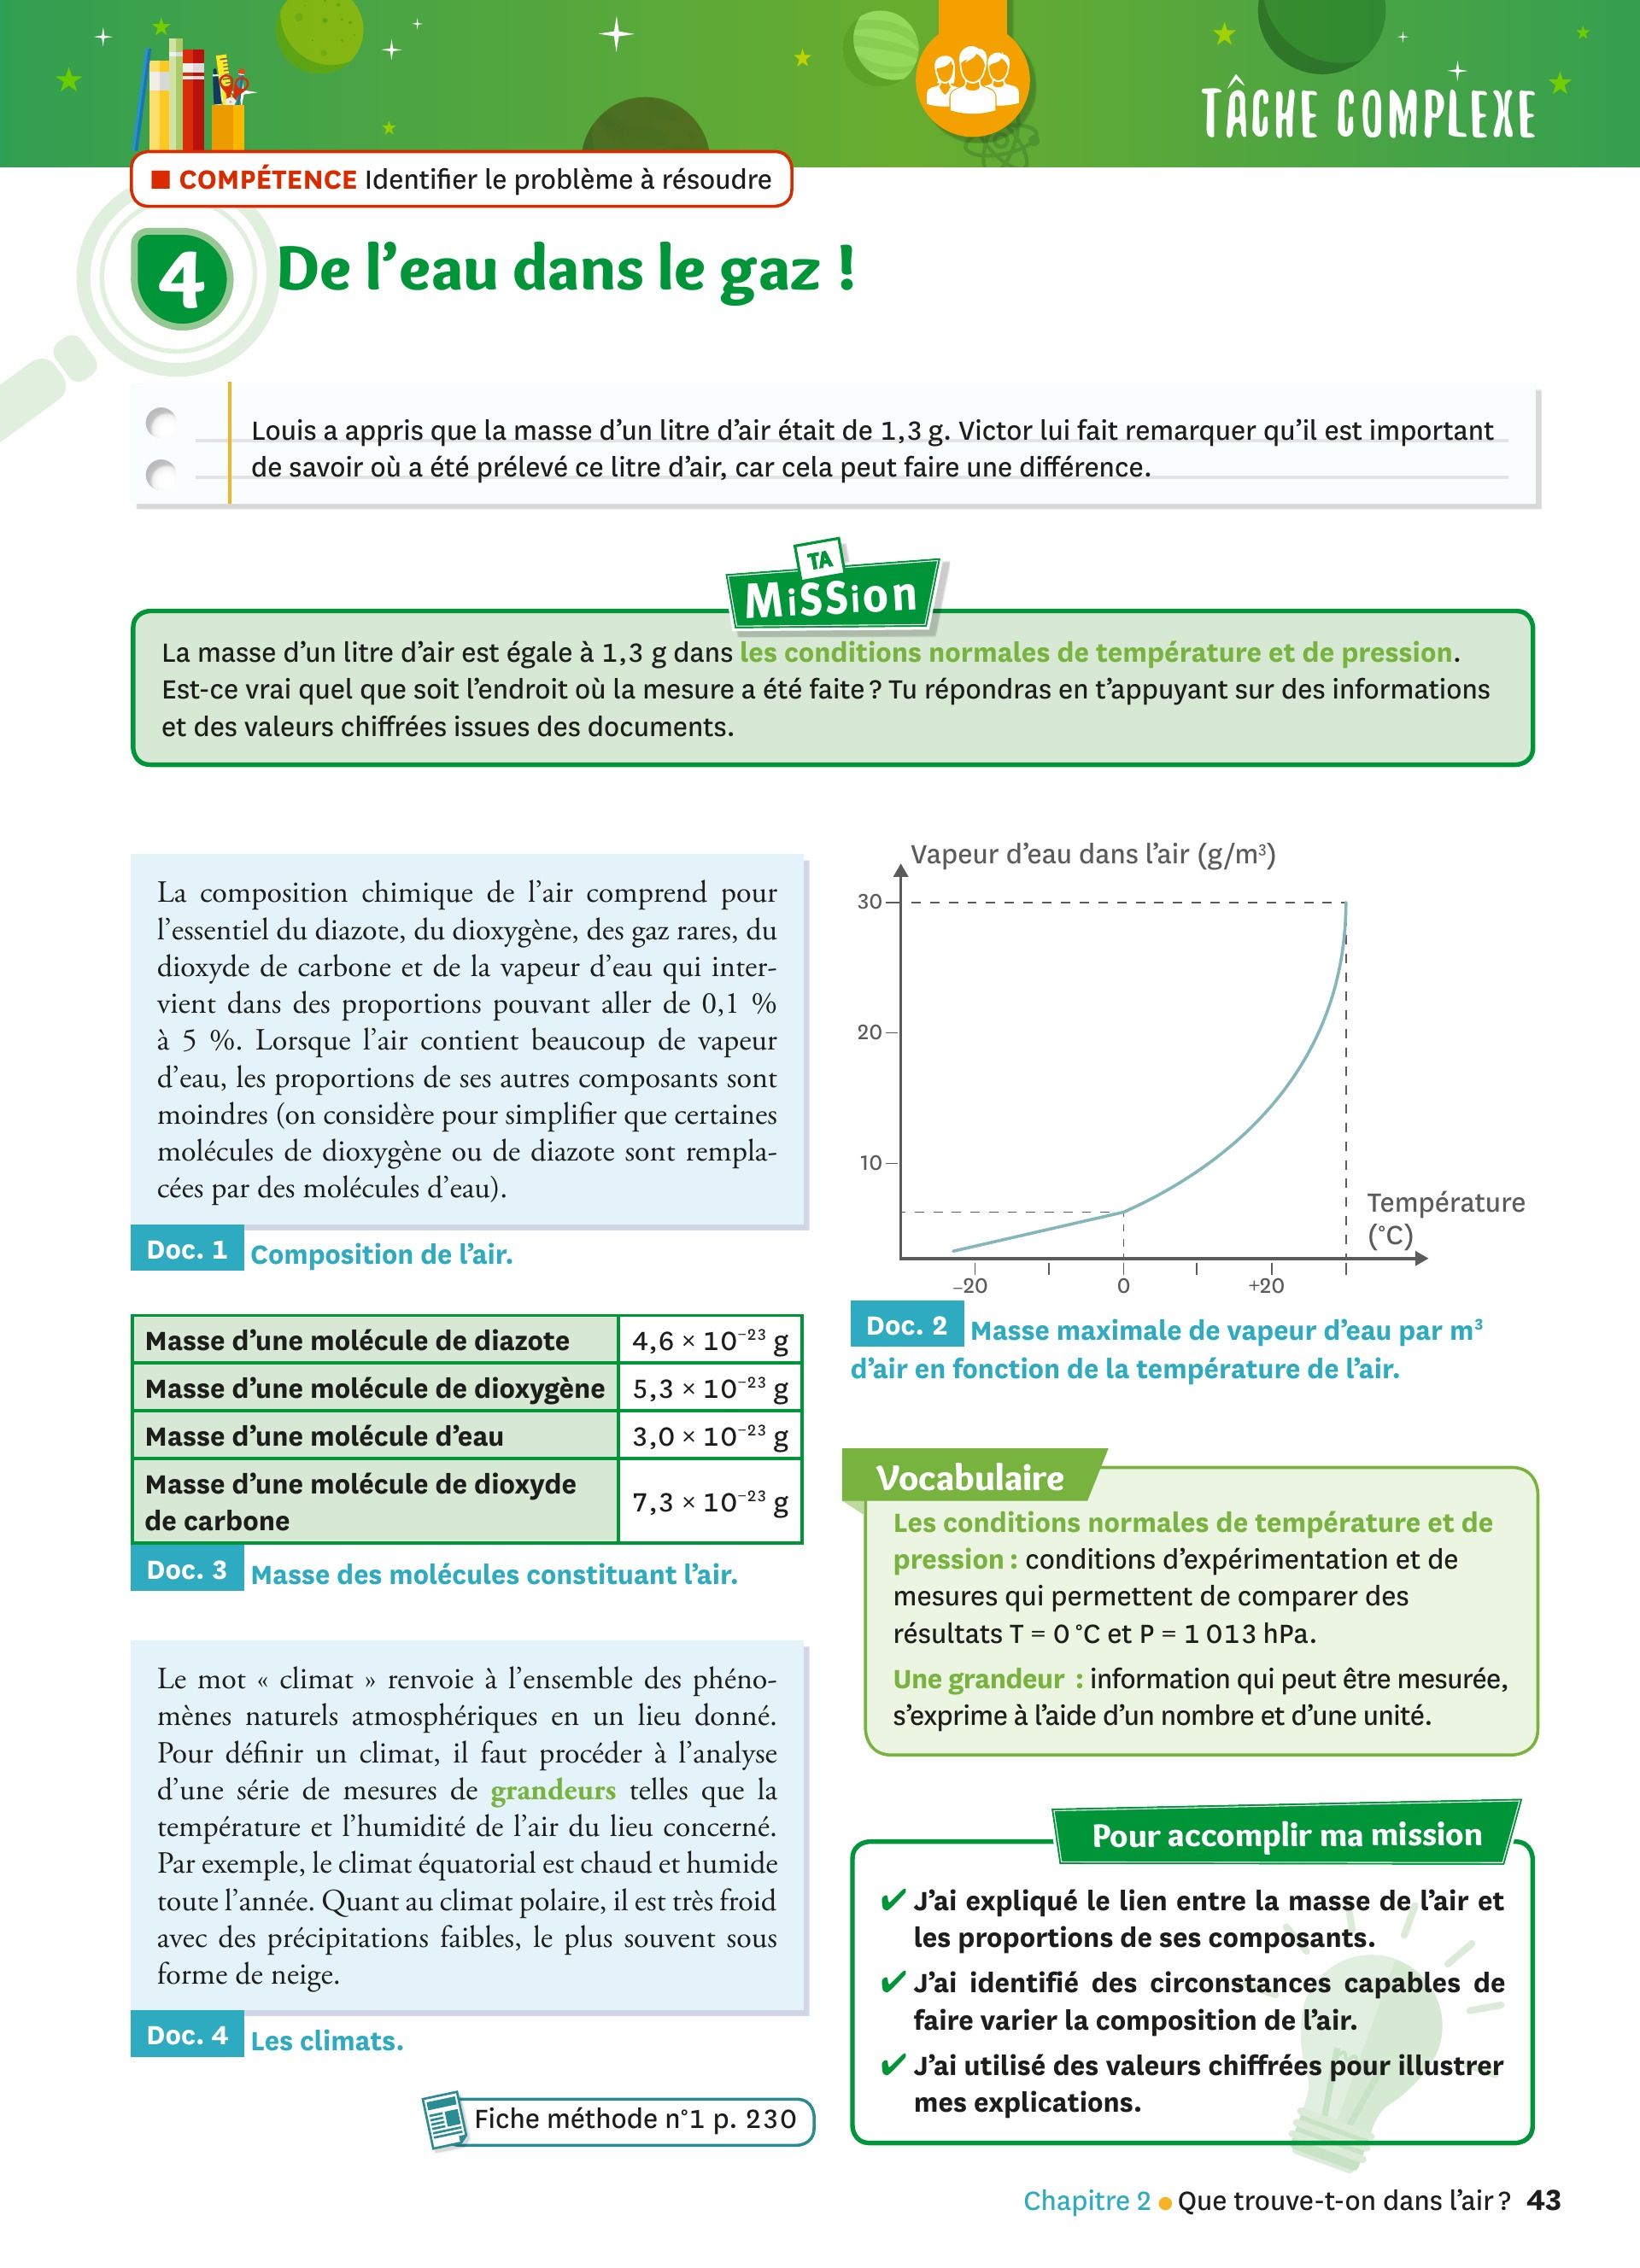 TÂCHE COMPLEXE
■ COMPÉTENCE Identifier le problème à résoudre
4 De l’eau dans le gaz !
Louis a appris que la masse d’un litre d’air était de 1,3 g. Victor lui fait remarquer qu’il est important
de savoir où a été prélevé ce litre d’air, car cela peut faire une différence.
TA
MiSSion
La masse d’un litre d’air est égale à 1,3 g dans les conditions normales de température et de pression.
Est-ce vrai quel que soit l’endroit où la mesure a été faite ? Tu répondras en t’appuyant sur des informations
et des valeurs chiffrées issues des documents.
La composition chimique de l’air comprend pour
l’essentiel du diazote, du dioxygène, des gaz rares, du
dioxyde de carbone et de la vapeur d’eau qui inter-
vient dans des proportions pouvant aller de 0,1 %
à 5 %. Lorsque l’air contient beaucoup de vapeur
d’eau, les proportions de ses autres composants sont
moindres (on considère pour simplifier que certaines
molécules de dioxygène ou de diazote sont rempla-
cées par des molécules d’eau).
Doc. 1 Composition de l’air.
Masse d’une molécule de diazote 4,6 × 10⁻²³ g
Masse d’une molécule de dioxygène 5,3 × 10⁻²³ g
Masse d’une molécule d’eau 3,0 × 10⁻²³ g
Masse d’une molécule de dioxyde
de carbone 7,3 × 10⁻²³ g
Doc. 3 Masse des molécules constituant l’air.
Le mot « climat » renvoie à l’ensemble des phéno-
mènes naturels atmosphériques en un lieu donné.
Pour définir un climat, il faut procéder à l’analyse
d’une série de mesures de grandeurs telles que la
température et l’humidité de l’air du lieu concerné.
Par exemple, le climat équatorial est chaud et humide
toute l’année. Quant au climat polaire, il est très froid
avec des précipitations faibles, le plus souvent sous
forme de neige.
Doc. 4 Les climats.
Fiche méthode n°1 p. 230
Vapeur d’eau dans l’air (g/m³)
30
20
10
Température
(°C)
–20 0 +20
Doc. 2 Masse maximale de vapeur d’eau par m³
d’air en fonction de la température de l’air.
Vocabulaire
Les conditions normales de température et de
pression : conditions d’expérimentation et de
mesures qui permettent de comparer des
résultats T = 0 °C et P = 1 013 hPa.
Une grandeur : information qui peut être mesurée,
s’exprime à l’aide d’un nombre et d’une unité.
Pour accomplir ma mission
✔ J’ai expliqué le lien entre la masse de l’air et
les proportions de ses composants.
✔ J’ai identifié des circonstances capables de
faire varier la composition de l’air.
✔ J’ai utilisé des valeurs chiffrées pour illustrer
mes explications.
Chapitre 2 ● Que trouve-t-on dans l’air ? 43